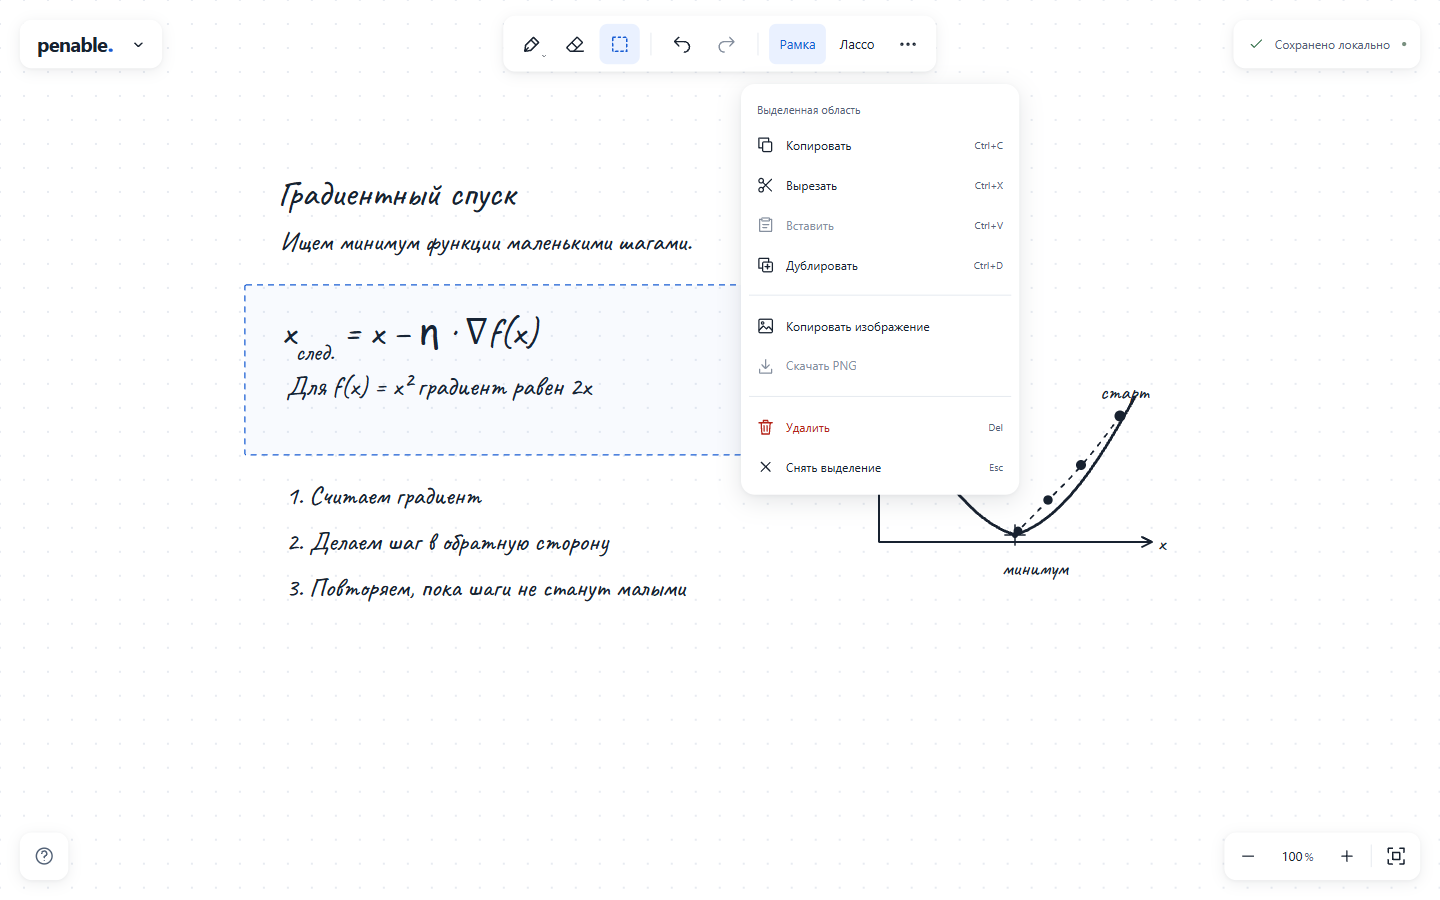 penable.
Рамка
Лассо
Сохранено локально
Выделенная область
Копировать Ctrl+C
Вырезать Ctrl+X
Вставить Ctrl+V
Дублировать Ctrl+D
Копировать изображение
Скачать PNG
Удалить Del
Снять выделение Esc
Градиентный спуск
Ищем минимум функции маленькими шагами.
x след. = x − η · ∇f(x)
Для f(x) = x² градиент равен 2x
1. Считаем градиент
2. Делаем шаг в обратную сторону
3. Повторяем, пока шаги не станут малыми
старт
x
минимум
100 %